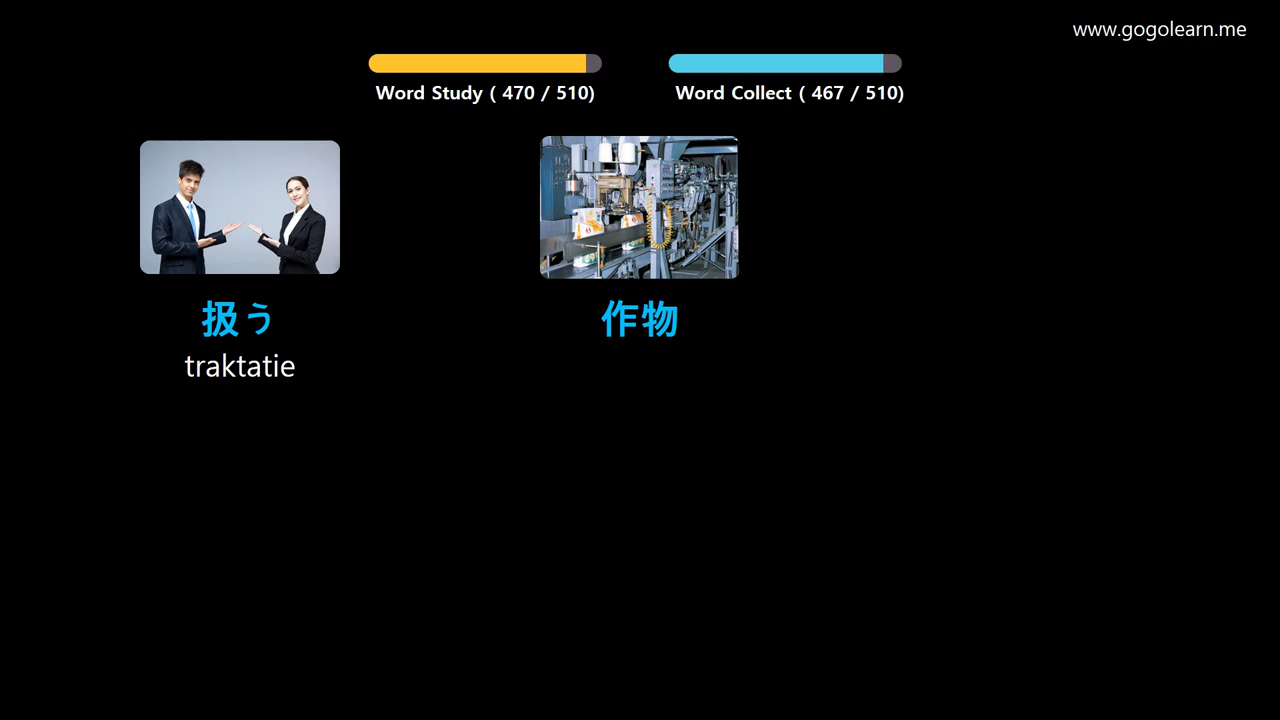 www.gogolearn.me
Word Study ( 470 / 510)
Word Collect ( 467 / 510)
扱う
traktatie
作物